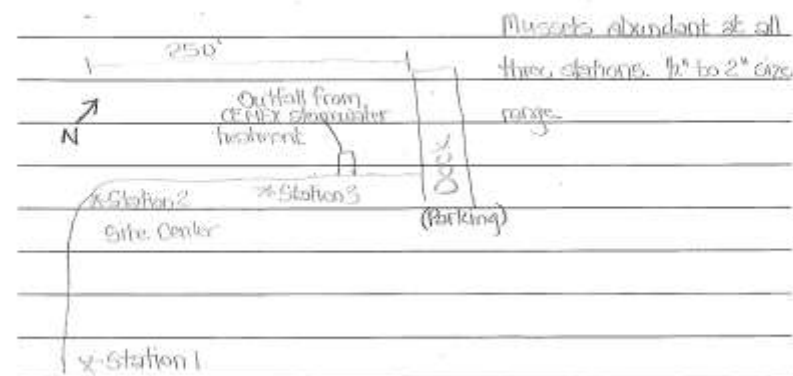 Mussels abundant at all
three stations. ½" to 2" size
range.
250'
N
Outfall from
CEMEX stormwater
treatment
Dock
(Parking)
*-Station 2
*-Station 3
Site Center
x-Station 1